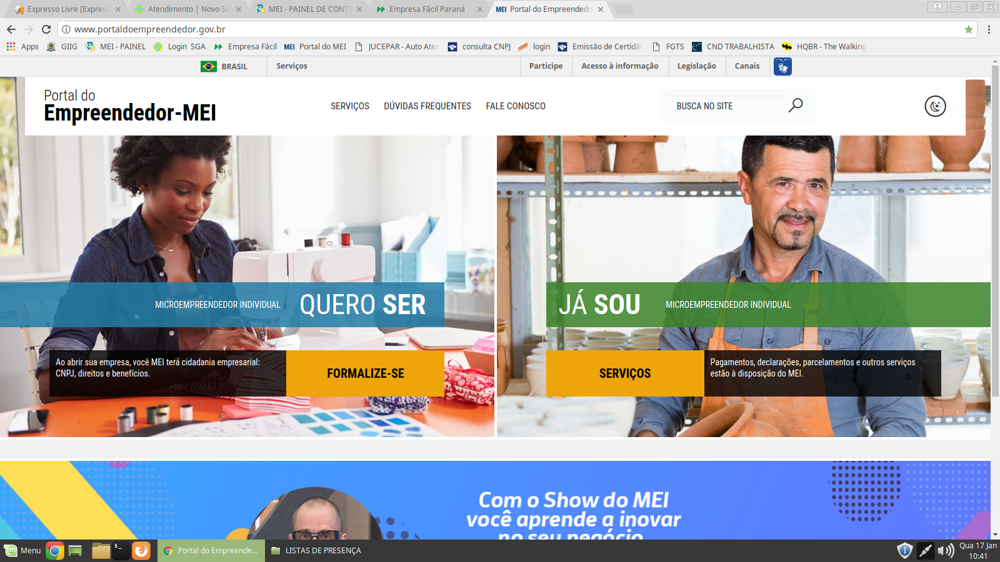 Expresso Livre [Express
Atendimento | Novo SG
MEI - PAINEL DE CONT
Empresa Fácil Paraná
MEI Portal do Empreendedo
www.portaldoempreendedor.gov.br
Apps
GIIG
MEI - PAINEL
Login SGA
Empresa Fácil
MEI Portal do MEI
JUCEPAR - Auto Aten
consulta CNPJ
login
Emissão de Certidã
FGTS
CND TRABALHISTA
HQBR - The Walking
BRASIL
Serviços
Participe
Acesso à informação
Legislação
Canais
Portal do
Empreendedor-MEI
SERVIÇOS
DÚVIDAS FREQUENTES
FALE CONOSCO
BUSCA NO SITE
MICROEMPREENDEDOR INDIVIDUAL
QUERO SER
Ao abrir sua empresa, você MEI terá cidadania empresarial:
CNPJ, direitos e benefícios.
FORMALIZE-SE
JÁ SOU
MICROEMPREENDEDOR INDIVIDUAL
SERVIÇOS
Pagamentos, declarações, parcelamentos e outros serviços
estão à disposição do MEI.
Com o Show do MEI
você aprende a inovar
no seu negócio
Menu
Portal do Empreende...
LISTAS DE PRESENÇA
Qua 17 Jan
10:41